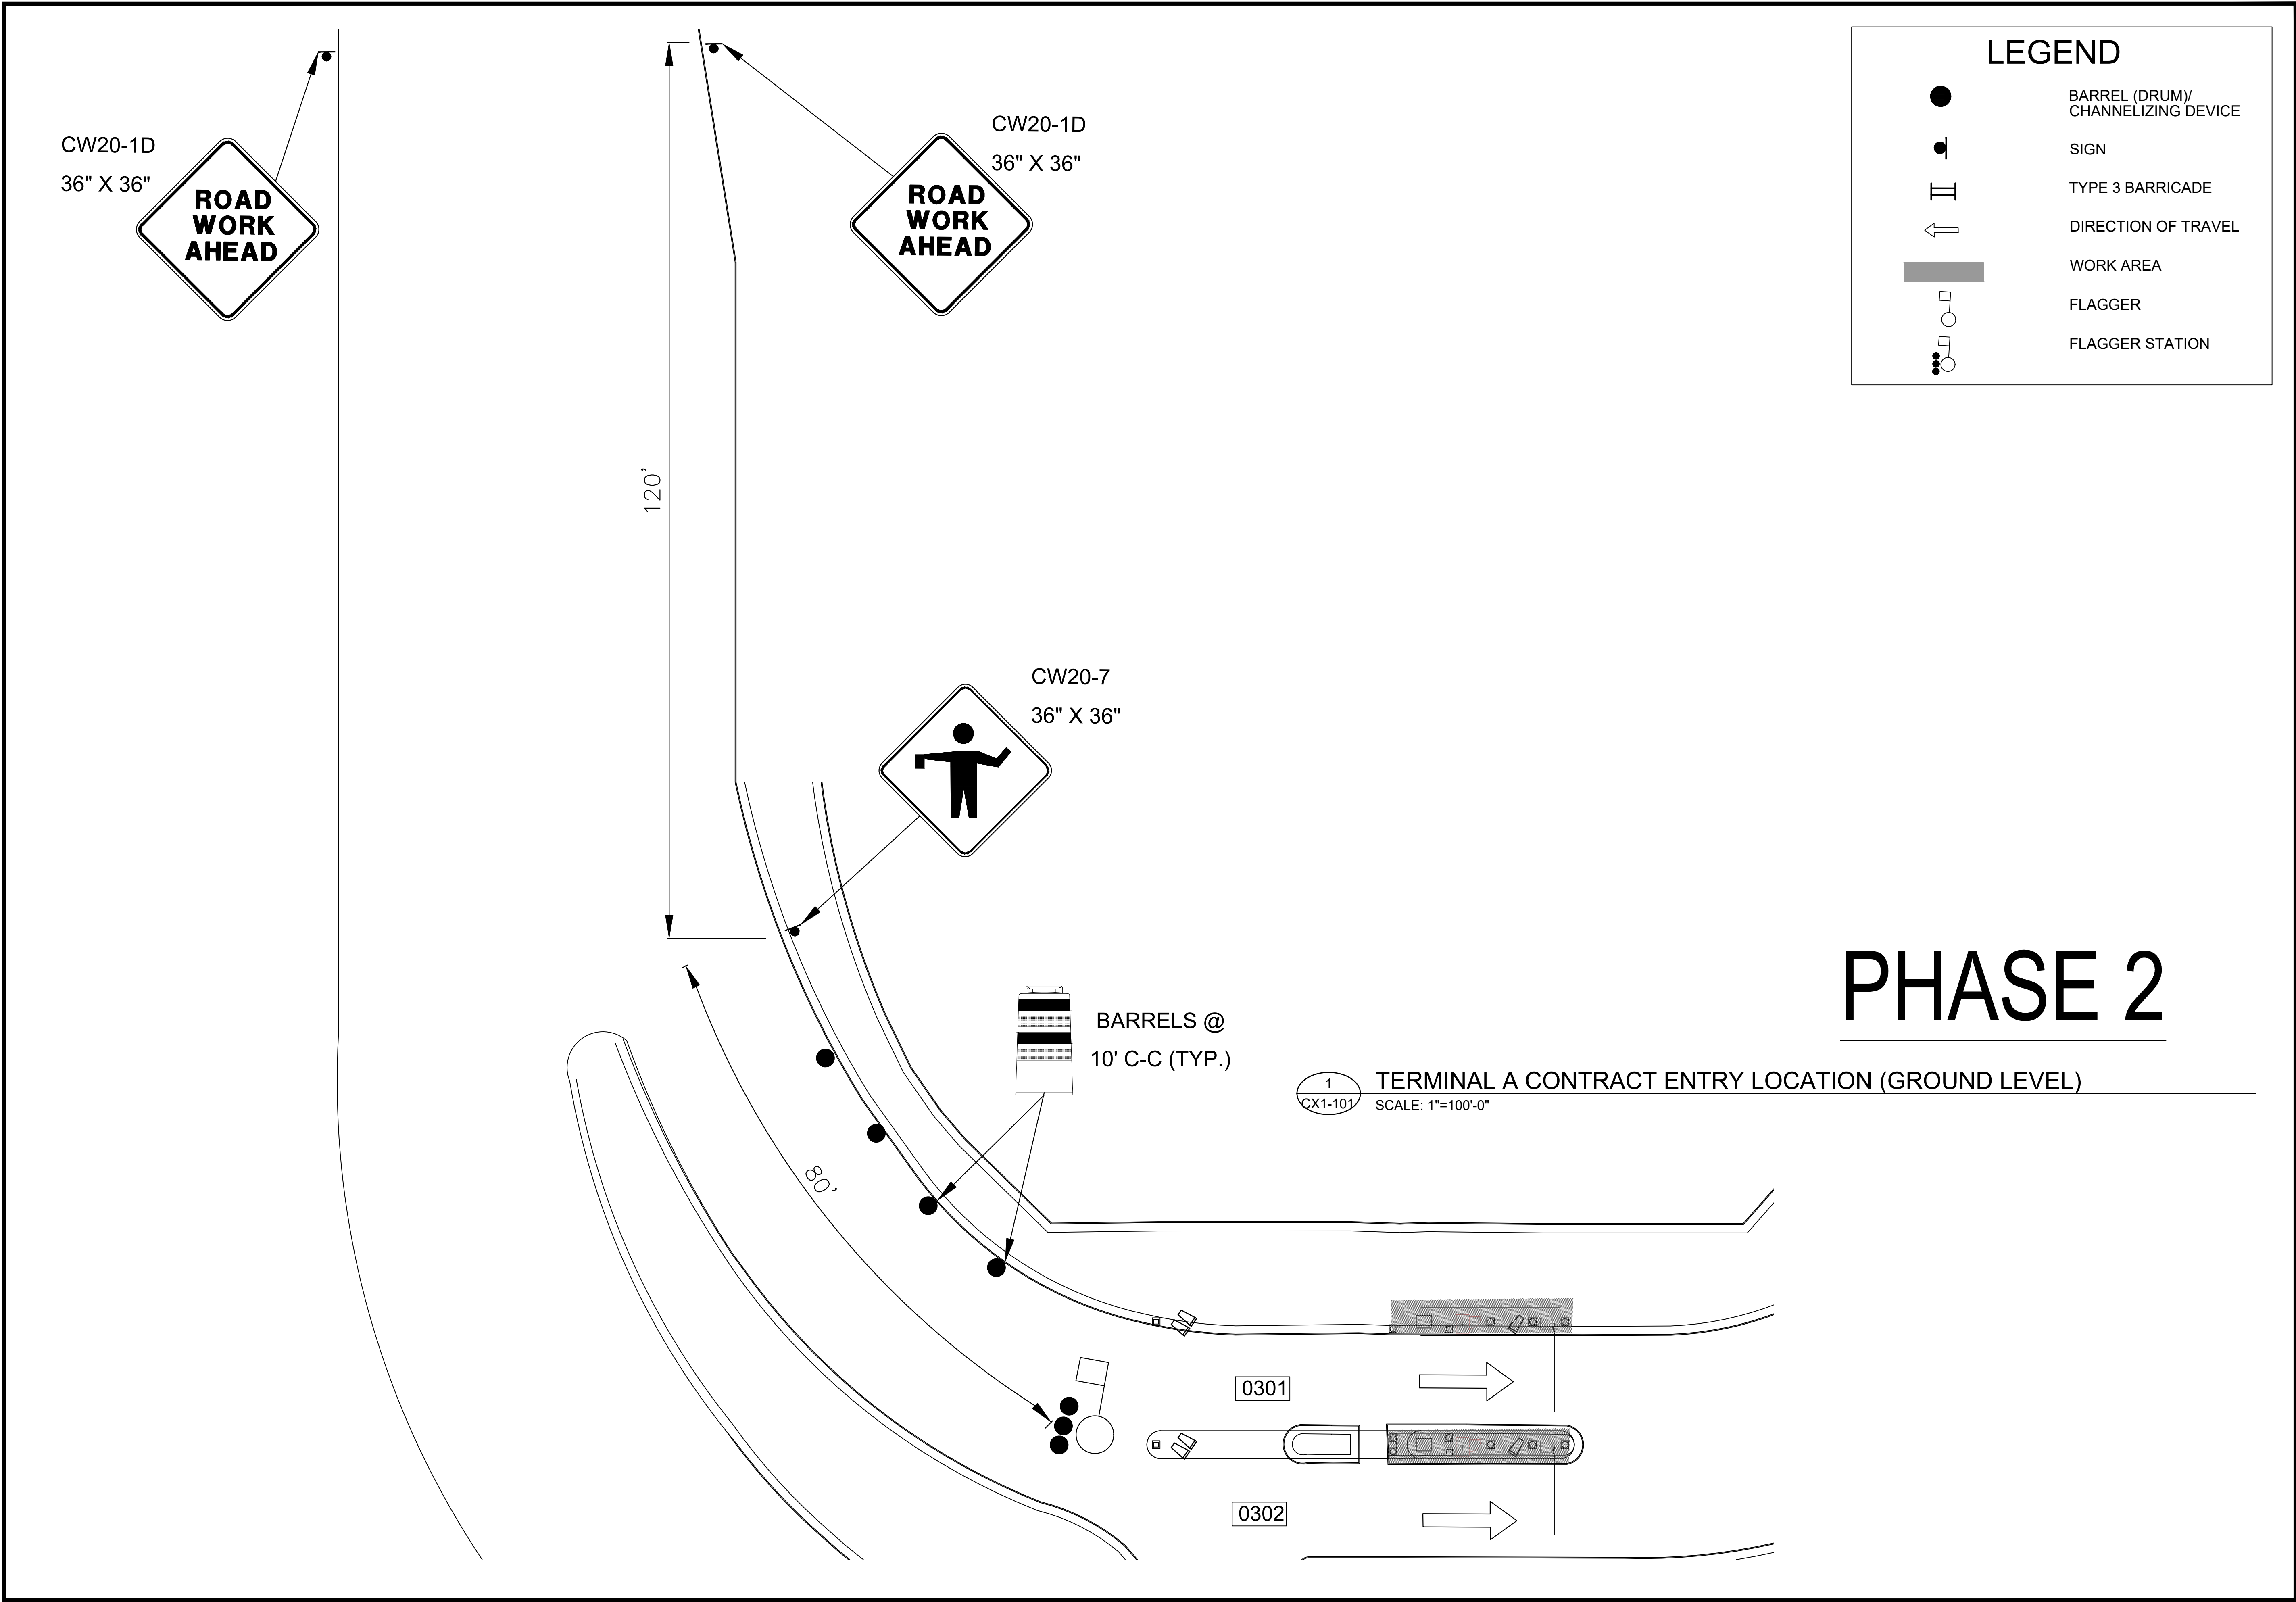 CW20-1D
36" X 36"
ROAD
WORK
AHEAD
CW20-1D
36" X 36"
ROAD
WORK
AHEAD
LEGEND
BARREL (DRUM)/
CHANNELIZING DEVICE
SIGN
TYPE 3 BARRICADE
DIRECTION OF TRAVEL
WORK AREA
FLAGGER
FLAGGER STATION
120'
CW20-7
36" X 36"
PHASE 2
BARRELS @
10' C-C (TYP.)
1
CX1-101
TERMINAL A CONTRACT ENTRY LOCATION (GROUND LEVEL)
SCALE: 1"=100'-0"
80'
0301
0302